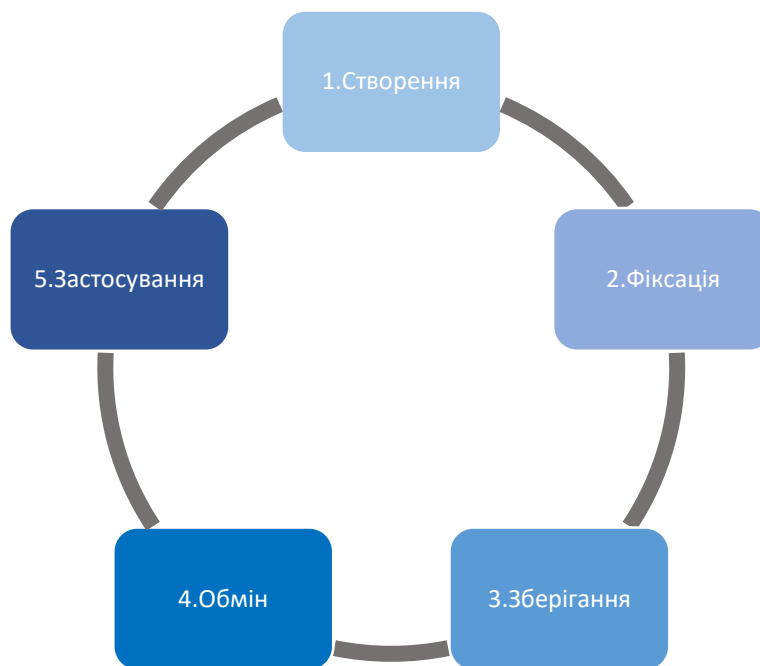 1.Створення
2.Фіксація
3.Зберігання
4.Обмін
5.Застосування